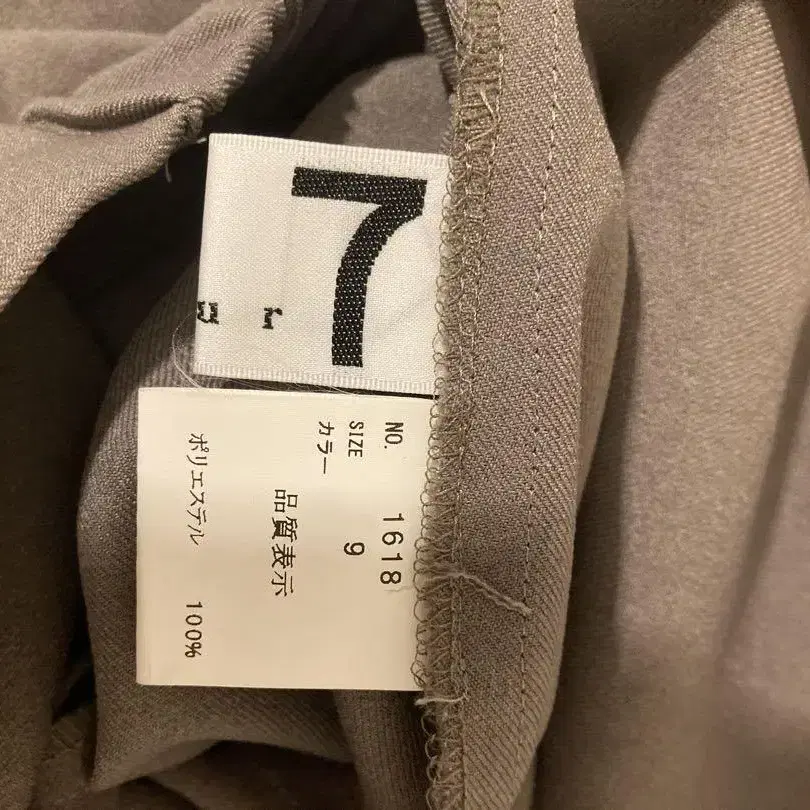 7
u r
NO. 1618
SIZE 9
カラー
品質表示
ポリエステル 100%